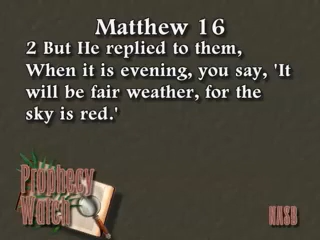 Matthew 16
2 But He replied to them,
When it is evening, you say, 'It
will be fair weather, for the
sky is red.'
Prophecy
Watch
NASB